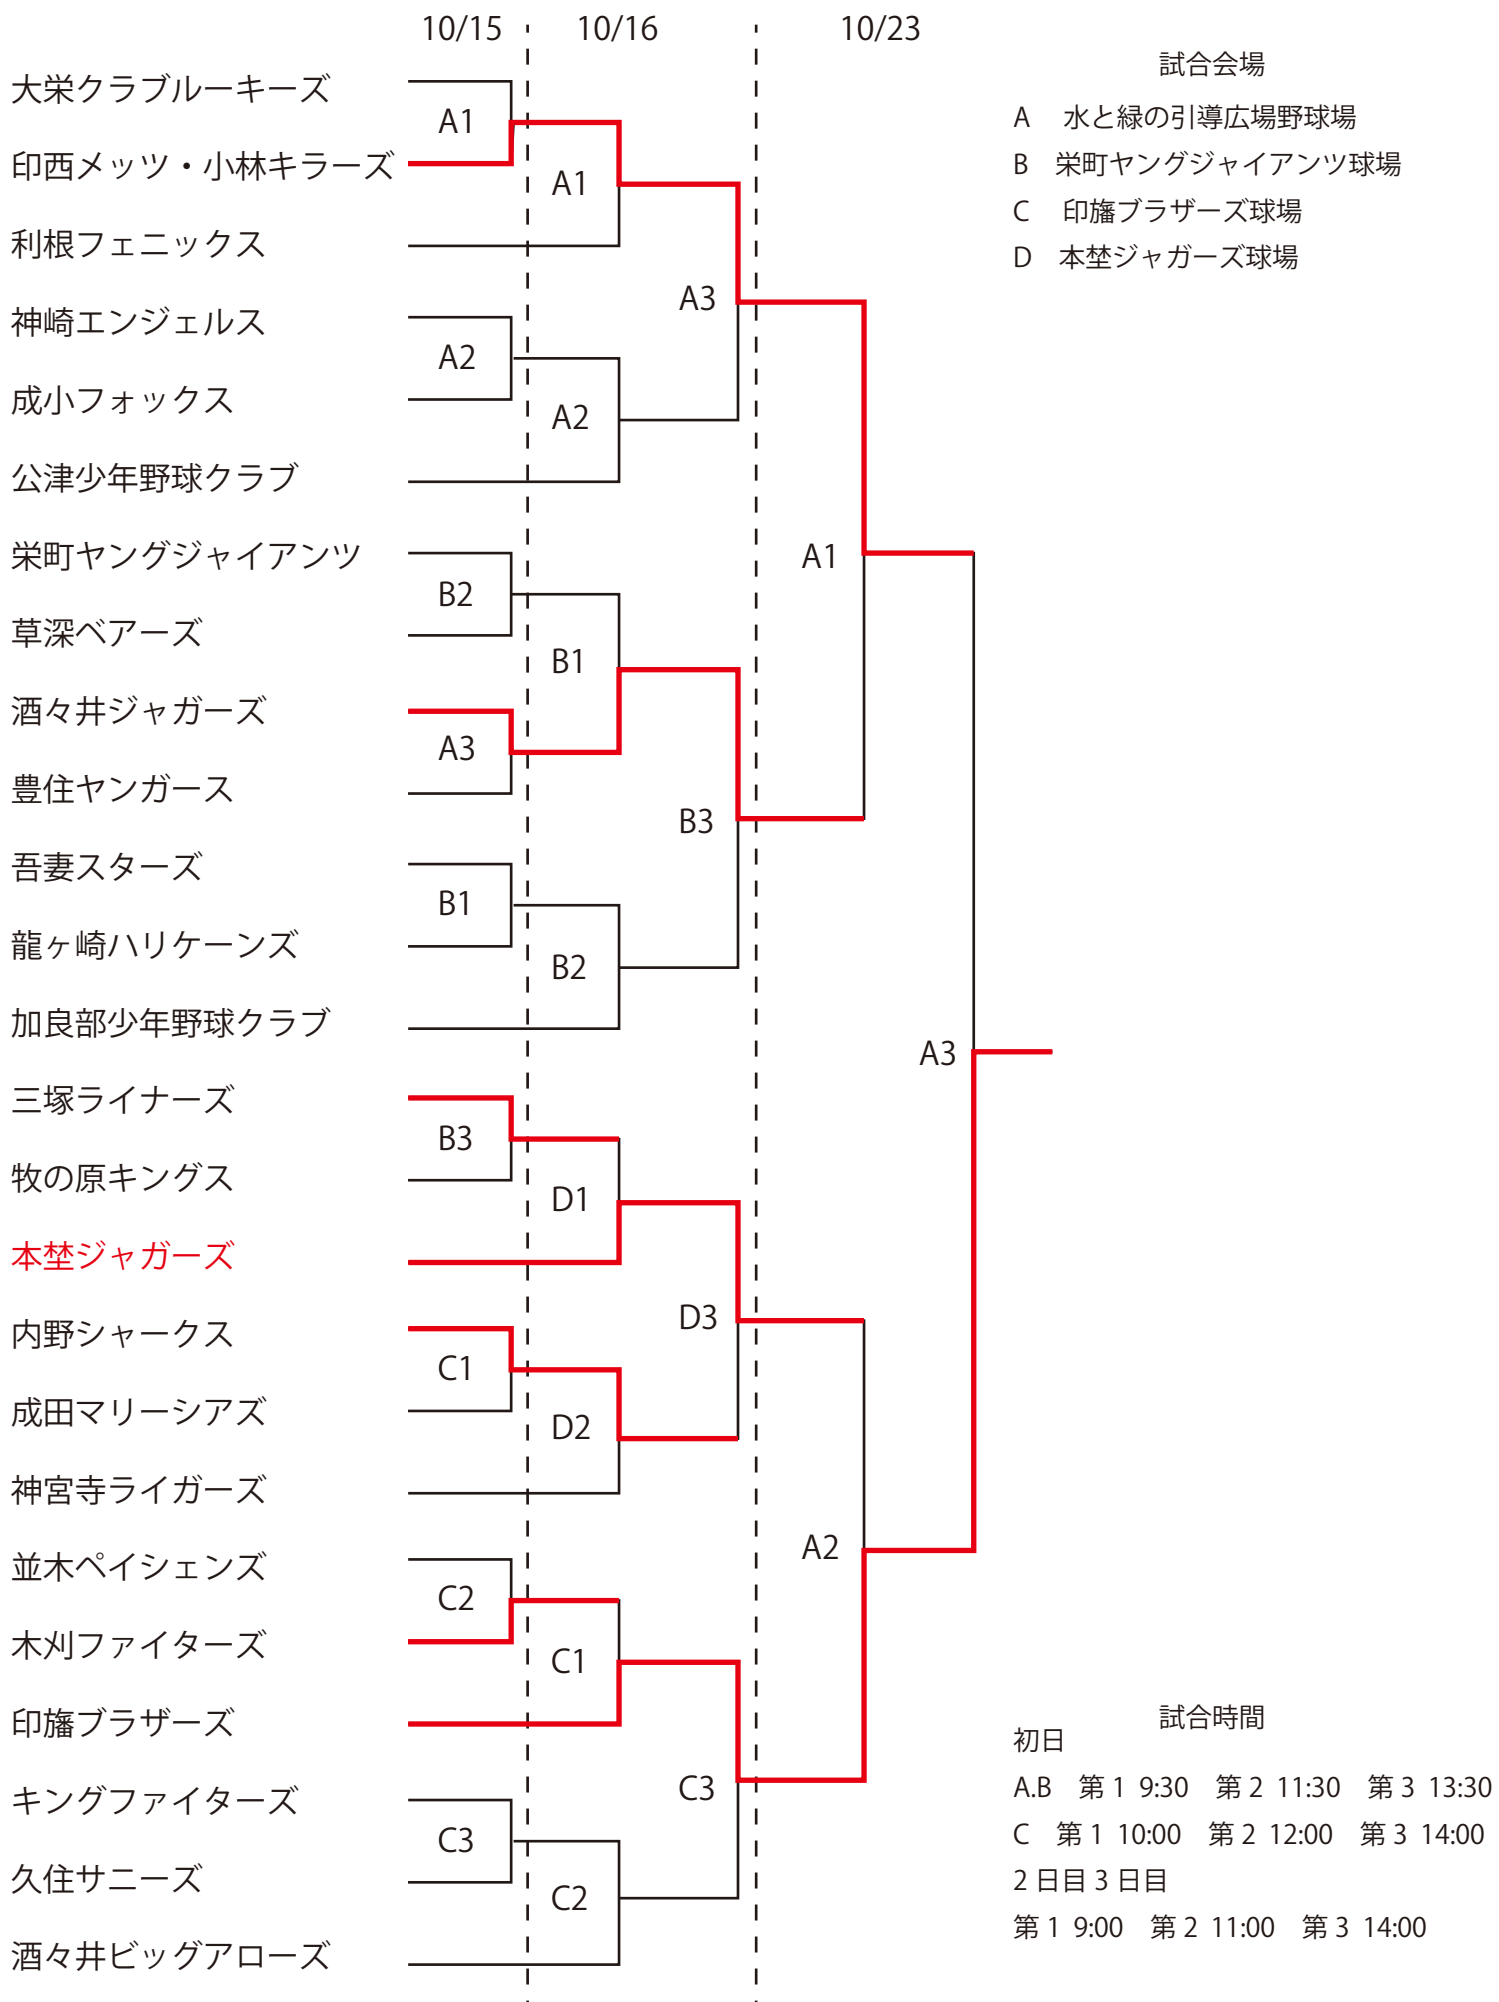 10/15 10/16 10/23
試合会場
A 水と緑の引導広場野球場
B 栄町ヤングジャイアンツ球場
C 印旛ブラザーズ球場
D 本埜ジャガーズ球場
大栄クラブルーキーズ
印西メッツ・小林キラーズ
利根フェニックス
神崎エンジェルス
成小フォックス
公津少年野球クラブ
栄町ヤングジャイアンツ
草深ベアーズ
酒々井ジャガーズ
豊住ヤンガース
吾妻スターズ
龍ヶ崎ハリケーンズ
加良部少年野球クラブ
三塚ライナーズ
牧の原キングス
本埜ジャガーズ
内野シャークス
成田マリーシアズ
神宮寺ライガーズ
並木ペイシェンズ
木刈ファイターズ
印旛ブラザーズ
キングファイターズ
久住サニーズ
酒々井ビッグアローズ
A1
A2
B2
A3
B1
B3
C1
C2
C3
A1
A2
B1
B2
D1
D2
C1
C2
A3
B3
D3
C3
A1
A2
A3
試合時間
初日
A.B 第1 9:30 第2 11:30 第3 13:30
C 第1 10:00 第2 12:00 第3 14:00
2日目3日目
第1 9:00 第2 11:00 第3 14:00